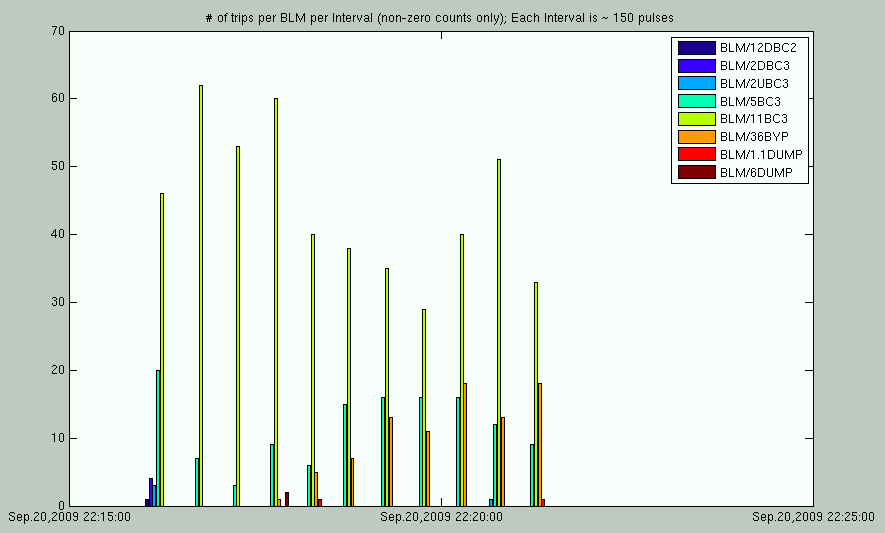 # of trips per BLM per Interval (non-zero counts only); Each Interval is ~ 150 pulses
70
60
50
40
30
20
10
0
BLM/12DBC2
BLM/2DBC3
BLM/2UBC3
BLM/5BC3
BLM/11BC3
BLM/36BYP
BLM/1.1DUMP
BLM/6DUMP
Sep.20,2009 22:15:00
Sep.20,2009 22:20:00
Sep.20,2009 22:25:00